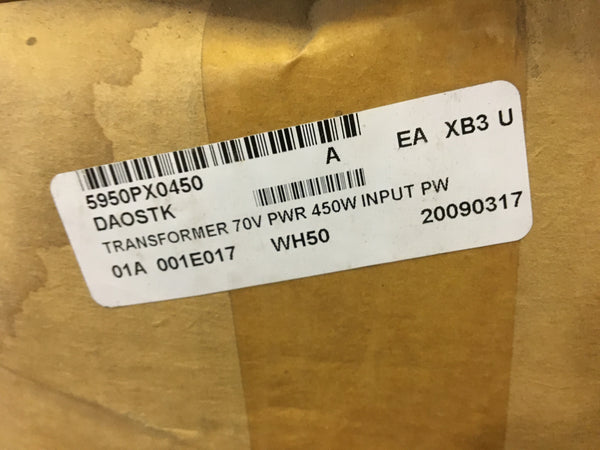 5950PX0450 A EA XB3 U
DAOSTK
TRANSFORMER 70V PWR 450W INPUT PW
01A 001E017 WH50 20090317